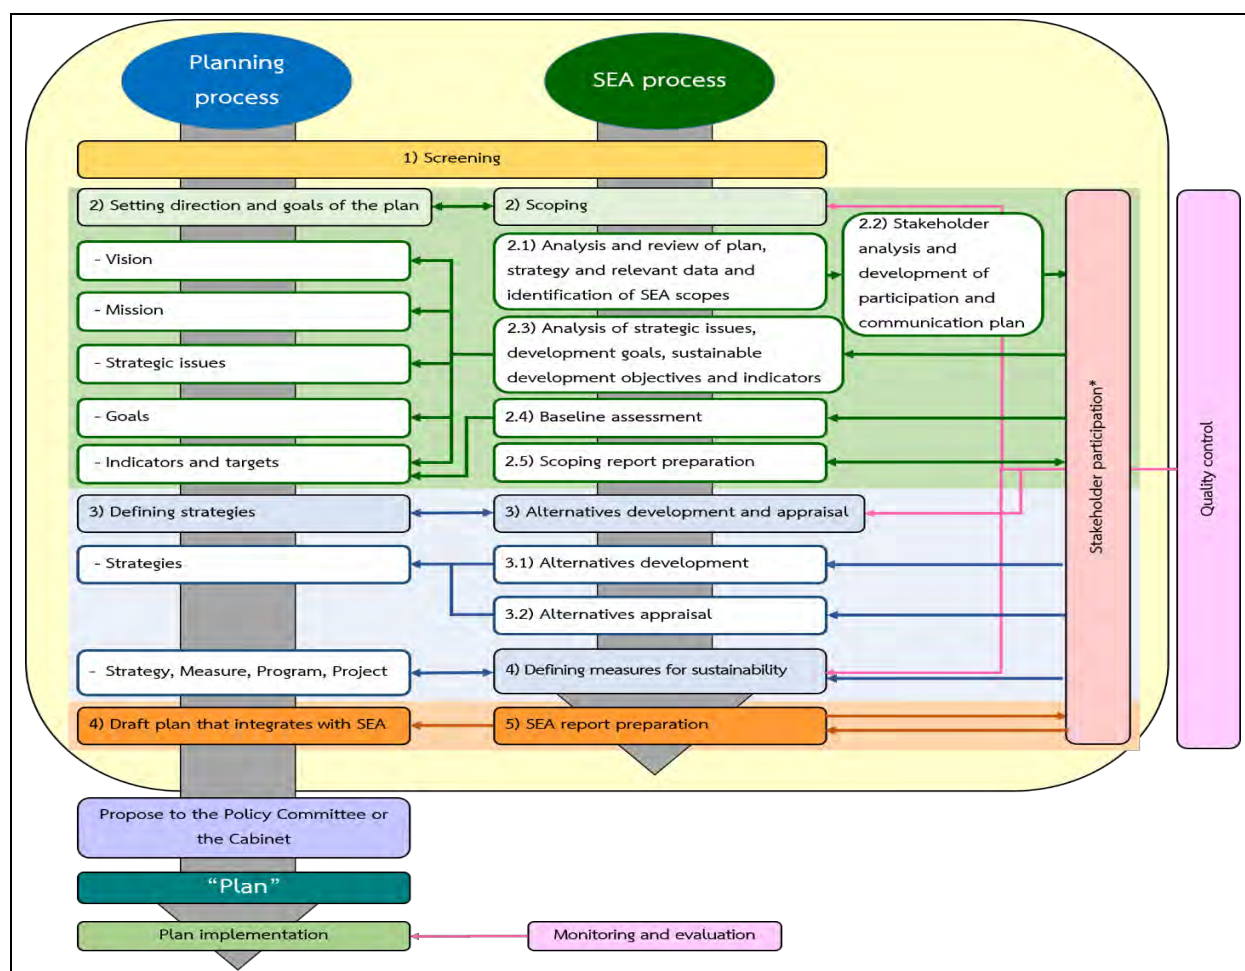 Planning
process
SEA process
1) Screening
2) Setting direction and goals of the plan
2) Scoping
- Vision
- Mission
- Strategic issues
- Goals
- Indicators and targets
2.1) Analysis and review of plan,
strategy and relevant data and
identification of SEA scopes
2.2) Stakeholder
analysis and
development of
participation and
communication plan
2.3) Analysis of strategic issues,
development goals, sustainable
development objectives and indicators
2.4) Baseline assessment
2.5) Scoping report preparation
3) Defining strategies
3) Alternatives development and appraisal
- Strategies
3.1) Alternatives development
3.2) Alternatives appraisal
- Strategy, Measure, Program, Project
4) Defining measures for sustainability
4) Draft plan that integrates with SEA
5) SEA report preparation
Stakeholder participation*
Quality control
Propose to the Policy Committee or
the Cabinet
“Plan”
Plan implementation
Monitoring and evaluation